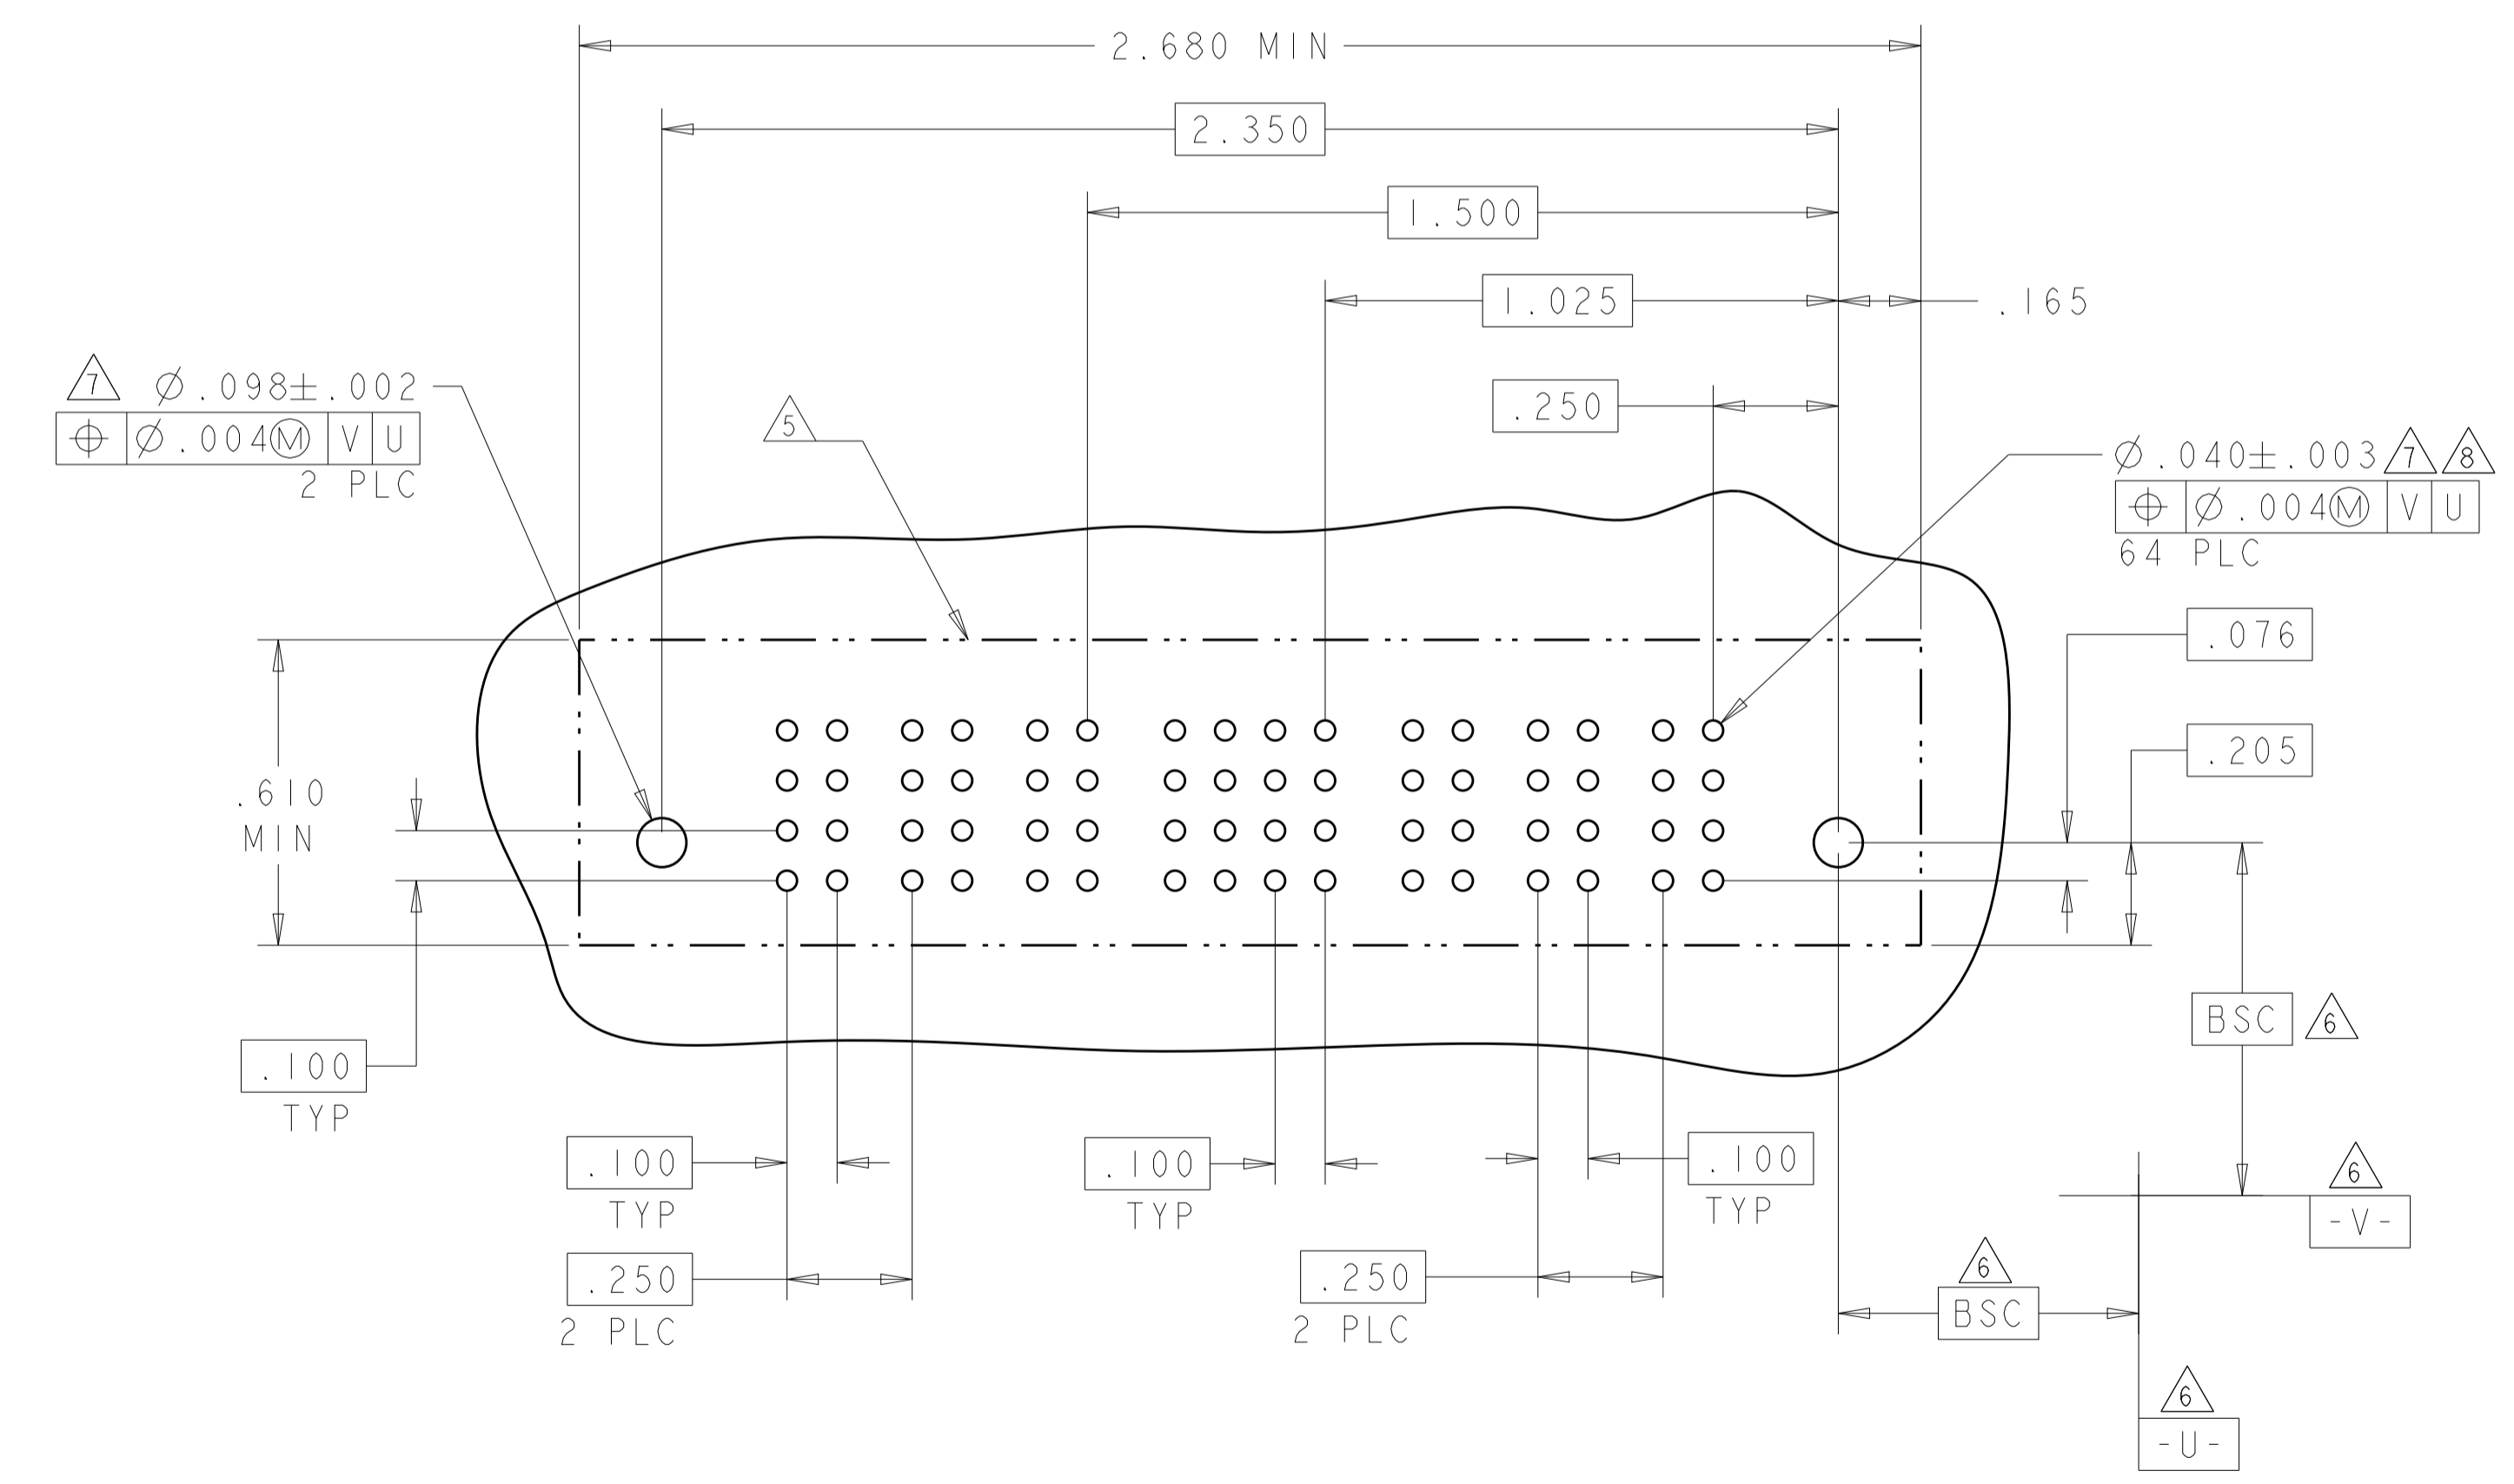 2.680 MIN
2.350
1.500
1.025
.165
.250
7 ⌀.098±.002
⌖ ⌀.004Ⓜ V U
2 PLC
5
⌀.040±.003 7 8
⌖ ⌀.004Ⓜ V U
64 PLC
.076
.205
.610
MIN
BSC 6
.100
TYP
.100
TYP
.100
TYP
.100
TYP
6
-V-
.250
2 PLC
.250
2 PLC
6
BSC
6
-U-